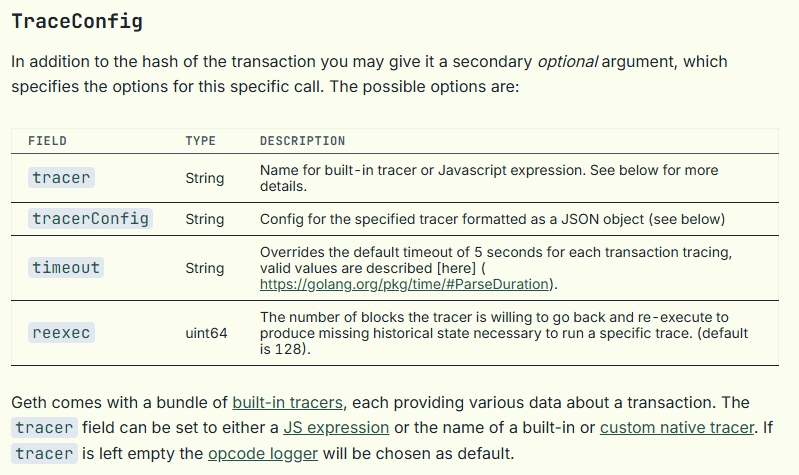 TraceConfig
In addition to the hash of the transaction you may give it a secondary optional argument, which
specifies the options for this specific call. The possible options are:
FIELD TYPE DESCRIPTION
tracer String Name for built-in tracer or Javascript expression. See below for more
details.
tracerConfig String Config for the specified tracer formatted as a JSON object (see below)
timeout String Overrides the default timeout of 5 seconds for each transaction tracing,
valid values are described [here] (
https://golang.org/pkg/time/#ParseDuration).
reexec uint64 The number of blocks the tracer is willing to go back and re-execute to
produce missing historical state necessary to run a specific trace. (default
is 128).
Geth comes with a bundle of built-in tracers, each providing various data about a transaction. The
tracer field can be set to either a JS expression or the name of a built-in or custom native tracer. If
tracer is left empty the opcode logger will be chosen as default.